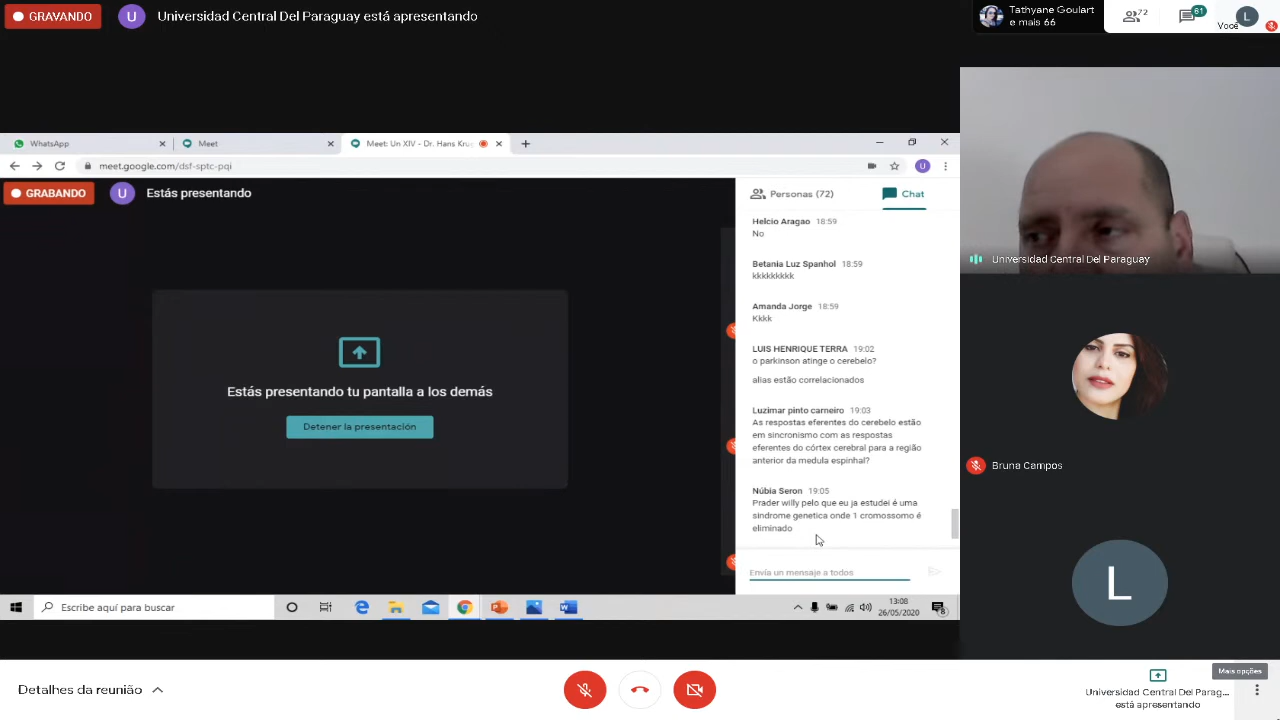 GRAVANDO
U
Universidad Central Del Paraguay está apresentando
Tathyane Goulart
e mais 66
72
61
L
Você
WhatsApp
Meet
Meet: Un XIV - Dr. Hans Krug
meet.google.com/dsf-sptc-pqi
U
GRABANDO
U
Estás presentando
Personas (72)
Chat
Estás presentando tu pantalla a los demás
Detener la presentación
Helcio Aragao 18:59
No
Betania Luz Spanhol 18:59
kkkkkkkkk
Amanda Jorge 18:59
Kkkk
LUIS HENRIQUE TERRA 19:02
o parkinson atinge o cerebelo?
alias estão correlacionados
Luzimar pinto carneiro 19:03
As respostas eferentes do cerebelo estão
em sincronismo com as respostas
eferentes do córtex cerebral para a região
anterior da medula espinhal?
Núbia Seron 19:05
Prader willy pelo que eu ja estudei é uma
sindrome genetica onde 1 cromossomo é
eliminado
Envía un mensaje a todos
Escribe aquí para buscar
13:08
26/05/2020
8
Universidad Central Del Paraguay
Bruna Campos
L
Detalhes da reunião
Mais opções
Universidad Central Del Parag...
está apresentando